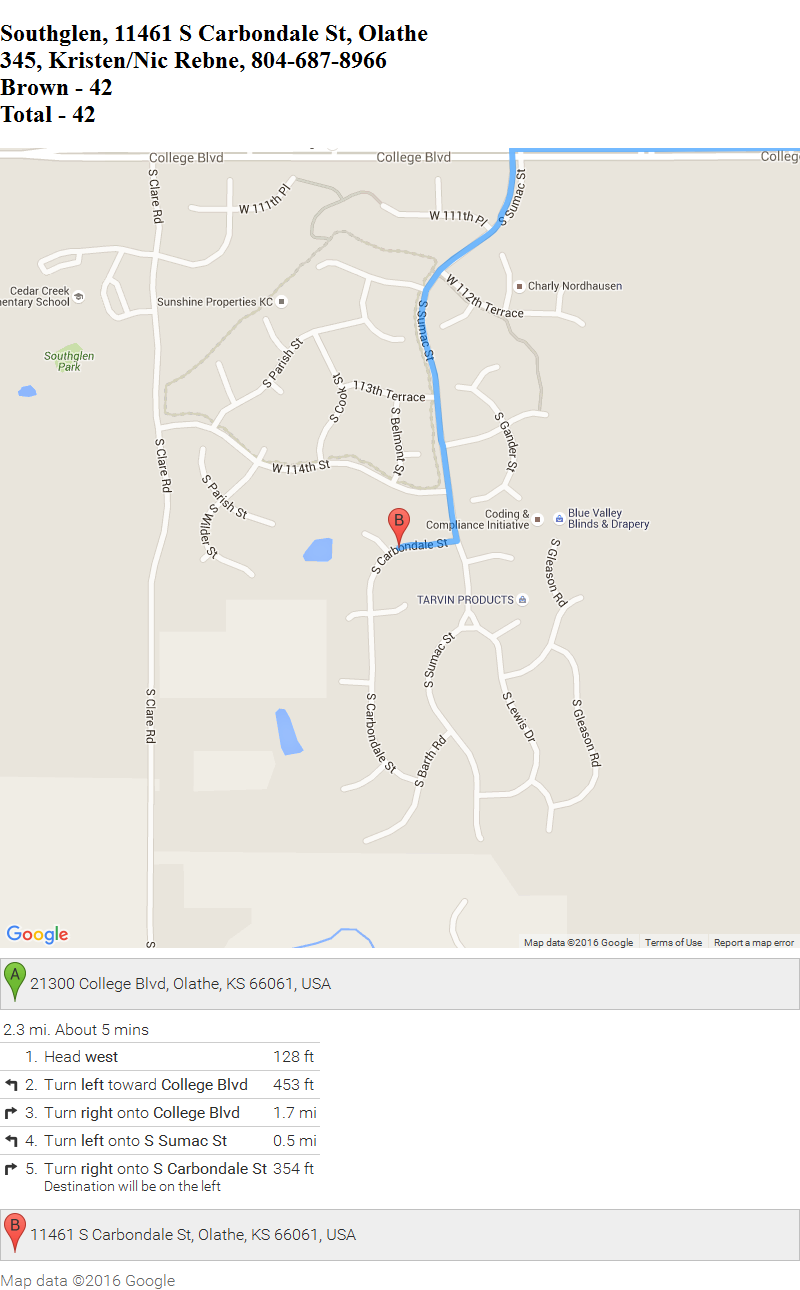 Southglen, 11461 S Carbondale St, Olathe
345, Kristen/Nic Rebne, 804-687-8966
Brown - 42
Total - 42
College Blvd
College Blvd
College
S Clare Rd
W 111th Pl
W 111th Pl
S Sumac St
Cedar Creek
mentary School
Sunshine Properties KC
Charly Nordhausen
W 112th Terrace
S Sumac St
Southglen
Park
S Parish St
S Cook St
113th Terrace
S Belmont St
S Gander St
S Clare Rd
W 114th St
S Parish St
S Wilder St
B
Coding &
Compliance Initiative
Blue Valley
Blinds & Drapery
S Carbondale St
S Gleason Rd
TARVIN PRODUCTS
S Sumac St
S Clare Rd
S Carbondale St
S Lewis Dr
S Gleason Rd
S Barth Rd
S
Google
Map data ©2016 Google
Terms of Use
Report a map error
A
21300 College Blvd, Olathe, KS 66061, USA
2.3 mi. About 5 mins
1. Head west 128 ft
2. Turn left toward College Blvd 453 ft
3. Turn right onto College Blvd 1.7 mi
4. Turn left onto S Sumac St 0.5 mi
5. Turn right onto S Carbondale St 354 ft
Destination will be on the left
B
11461 S Carbondale St, Olathe, KS 66061, USA
Map data ©2016 Google